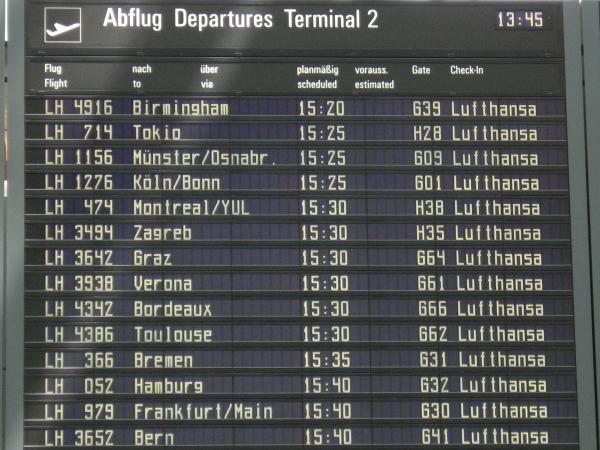 Abflug Departures Terminal 2 13:45
Flug nach über planmäßig vorauss. Gate Check-In
Flight to via scheduled estimated
LH 4916 Birmingham 15:20 G39 Lufthansa
LH 714 Tokio 15:25 H28 Lufthansa
LH 1156 Münster/Osnabr. 15:25 G09 Lufthansa
LH 1276 Köln/Bonn 15:25 G01 Lufthansa
LH 474 Montreal/YUL 15:30 H38 Lufthansa
LH 3494 Zagreb 15:30 H35 Lufthansa
LH 3642 Graz 15:30 G64 Lufthansa
LH 3938 Verona 15:30 G61 Lufthansa
LH 4342 Bordeaux 15:30 G66 Lufthansa
LH 4386 Toulouse 15:30 G62 Lufthansa
LH 366 Bremen 15:35 G31 Lufthansa
LH 052 Hamburg 15:40 G32 Lufthansa
LH 979 Frankfurt/Main 15:40 G30 Lufthansa
LH 3652 Bern 15:40 G41 Lufthansa